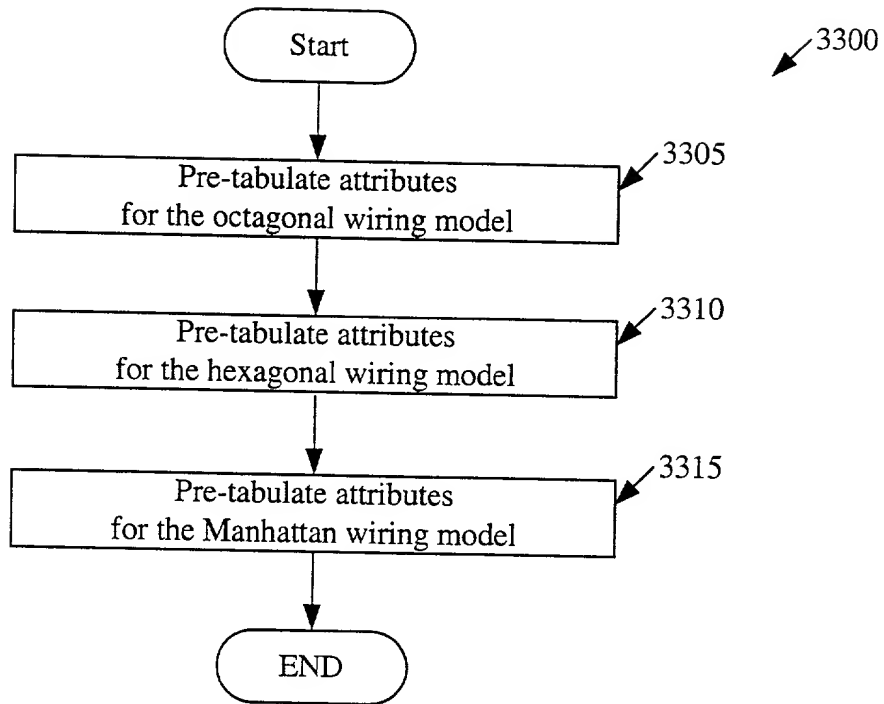 Start
3300
3305
Pre-tabulate attributes
for the octagonal wiring model
3310
Pre-tabulate attributes
for the hexagonal wiring model
3315
Pre-tabulate attributes
for the Manhattan wiring model
END